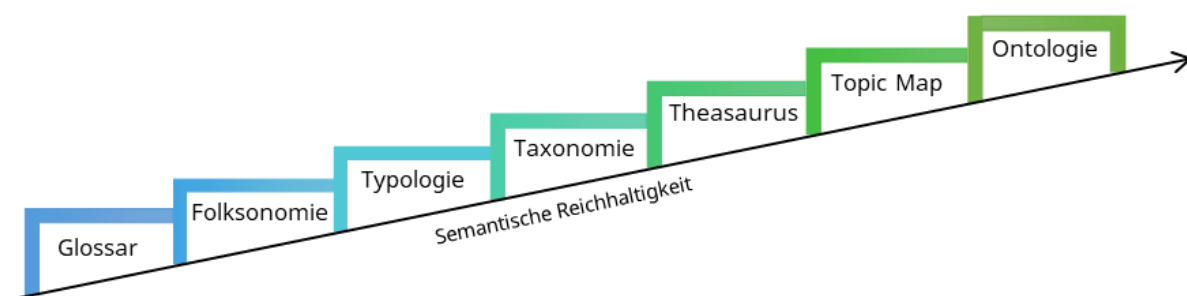 Glossar
Folksonomie
Typologie
Taxonomie
Theasaurus
Topic Map
Ontologie
Semantische Reichhaltigkeit